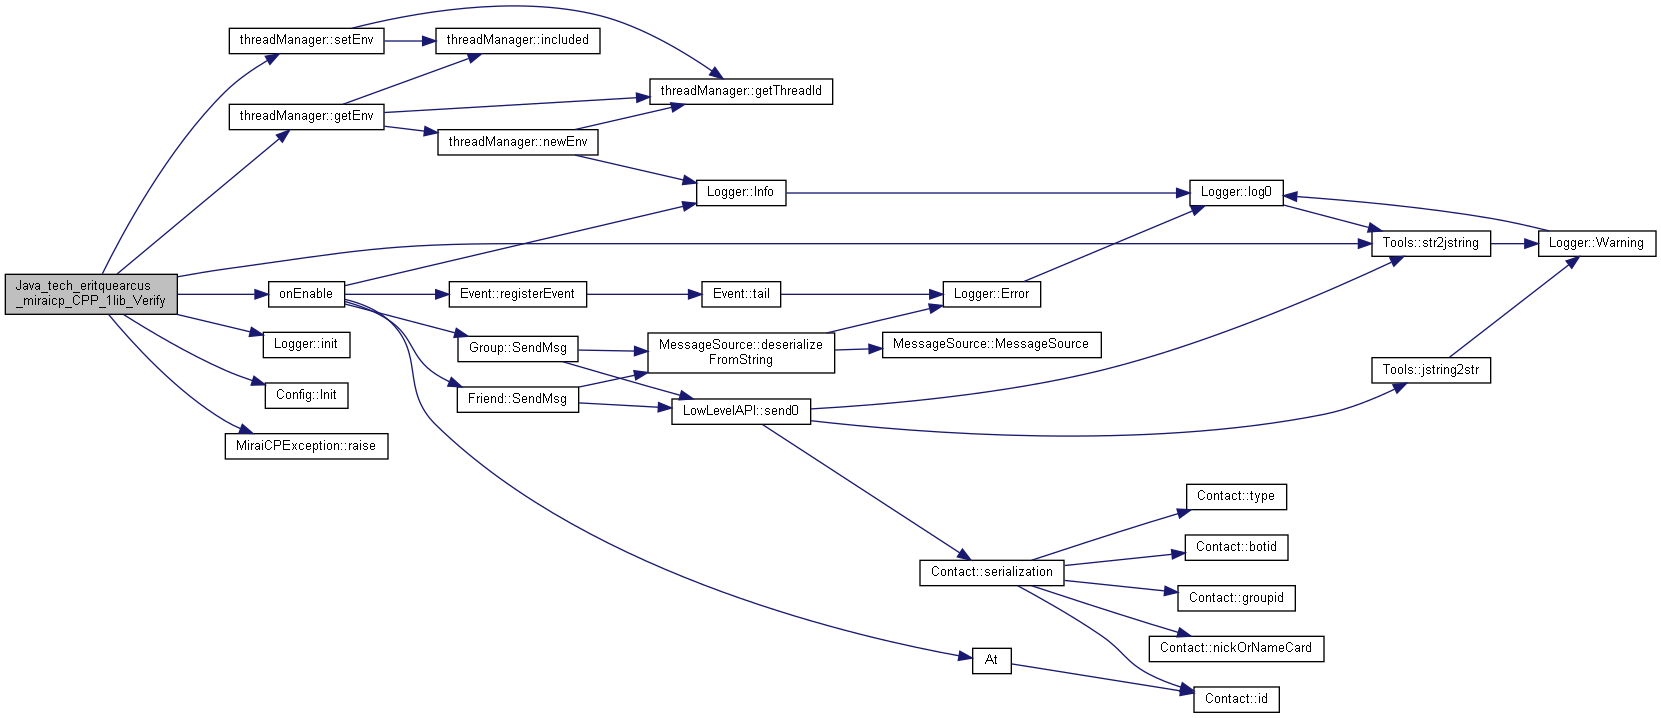 threadManager::setEnv
threadManager::included
threadManager::getThreadId
threadManager::getEnv
threadManager::newEnv
Logger::Info
Logger::log0
Tools::str2jstring
Logger::Warning
Java_tech_eritquearcus
_miraicp_CPP_1lib_Verify
onEnable
Event::registerEvent
Event::tail
Logger::Error
Logger::init
Group::SendMsg
MessageSource::deserialize
FromString
MessageSource::MessageSource
Tools::jstring2str
Config::Init
Friend::SendMsg
LowLevelAPI::send0
MiraiCPException::raise
Contact::type
Contact::botid
Contact::serialization
Contact::groupid
Contact::nickOrNameCard
At
Contact::id